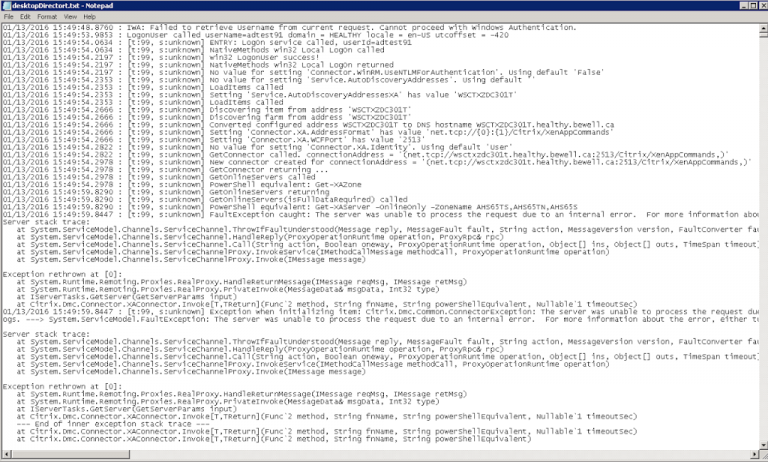 desktopDirectort.txt - Notepad
File Edit Format View Help
01/13/2016 15:49:48.8760 : IWA: Failed to retrieve Username from current request. Cannot proceed with Windows Authentication.
01/13/2016 15:49:53.9853 : LogonUser called userName=adtest91 domain = HEALTHY locale = en-US utcoffset = -420
01/13/2016 15:49:54.0634 : [t:99, s:unknown] ENTRY: Logon service called, userId=adtest91
01/13/2016 15:49:54.0634 : [t:99, s:unknown] NativeMethods win32 Local Logon called
01/13/2016 15:49:54.2197 : [t:99, s:unknown] win32 LogonUser success!
01/13/2016 15:49:54.2197 : [t:99, s:unknown] NativeMethods win32 Local Logon returned
01/13/2016 15:49:54.2197 : [t:99, s:unknown] No value for setting 'Connector.WinRM.UseNTLMForAuthentication'. Using default 'False'
01/13/2016 15:49:54.2353 : [t:99, s:unknown] No value for setting 'Service.AutoDiscoveryAddresses'. Using default ''
01/13/2016 15:49:54.2353 : [t:99, s:unknown] LoadItems called
01/13/2016 15:49:54.2353 : [t:99, s:unknown] Setting 'Service.AutoDiscoveryAddressesXA' has value 'WSCTXZDC301T'
01/13/2016 15:49:54.2353 : [t:99, s:unknown] LoadItems called
01/13/2016 15:49:54.2666 : [t:99, s:unknown] Discovering item from address 'WSCTXZDC301T'
01/13/2016 15:49:54.2666 : [t:99, s:unknown] Discovering farm from address 'WSCTXZDC301T'
01/13/2016 15:49:54.2666 : [t:99, s:unknown] Converted configured address WSCTXZDC301T to DNS hostname WSCTXZDC301T.healthy.bewell.ca
01/13/2016 15:49:54.2666 : [t:99, s:unknown] Setting 'Connector.XA.AddressFormat' has value 'net.tcp://{0}:{1}/Citrix/XenAppCommands'
01/13/2016 15:49:54.2666 : [t:99, s:unknown] Setting 'Connector.XA.WCFPort' has value '2513'
01/13/2016 15:49:54.2822 : [t:99, s:unknown] No value for setting 'Connector.XA.Identity'. Using default 'User'
01/13/2016 15:49:54.2822 : [t:99, s:unknown] GetConnector called. connectionAddress = '(net.tcp://wsctxzdc301t.healthy.bewell.ca:2513/Citrix/XenAppCommands,)'
01/13/2016 15:49:54.2978 : [t:99, s:unknown] New connector created for connectionAddress = '(net.tcp://wsctxzdc301t.healthy.bewell.ca:2513/Citrix/XenAppCommands,)'
01/13/2016 15:49:54.2978 : [t:99, s:unknown] GetConnector returning ...
01/13/2016 15:49:54.2978 : [t:99, s:unknown] GetOnlineServers called
01/13/2016 15:49:54.2978 : [t:99, s:unknown] PowerShell equivalent: Get-XAZone
01/13/2016 15:49:59.8290 : [t:99, s:unknown] GetOnlineServers returning
01/13/2016 15:49:59.8290 : [t:99, s:unknown] GetOnlineServers(isFullDataRequired) called
01/13/2016 15:49:59.8290 : [t:99, s:unknown] PowerShell equivalent: Get-XAServer -OnlineOnly -ZoneName AHS65TS,AHS65TN,AHS65S
01/13/2016 15:49:59.8447 : [t:99, s:unknown] FaultException caught: The server was unable to process the request due to an internal error. For more information abou
Server stack trace:
at System.ServiceModel.Channels.ServiceChannel.ThrowIfFaultUnderstood(Message reply, MessageFault fault, String action, MessageVersion version, FaultConverter fa
at System.ServiceModel.Channels.ServiceChannel.HandleReply(ProxyOperationRuntime operation, ProxyRpc& rpc)
at System.ServiceModel.Channels.ServiceChannel.Call(String action, Boolean oneway, ProxyOperationRuntime operation, Object[] ins, Object[] outs, TimeSpan timeout)
at System.ServiceModel.Channels.ServiceChannelProxy.InvokeService(IMethodCallMessage methodCall, ProxyOperationRuntime operation)
at System.ServiceModel.Channels.ServiceChannelProxy.Invoke(IMessage message)
Exception rethrown at [0]:
at System.Runtime.Remoting.Proxies.RealProxy.HandleReturnMessage(IMessage reqMsg, IMessage retMsg)
at System.Runtime.Remoting.Proxies.RealProxy.PrivateInvoke(MessageData& msgData, Int32 type)
at IServerTasks.GetServer(GetServerParams input)
at Citrix.Dmc.Connector.XAConnector.Invoke[T,TReturn](Func`2 method, String fnName, String powerShellEquivalent, Nullable`1 timeoutSec)
01/13/2016 15:49:59.8447 : [t:99, s:unknown] Exception when initializing item: Citrix.Dmc.Common.ConnectorException: The server was unable to process the request du
ogs. ---> System.ServiceModel.FaultException: The server was unable to process the request due to an internal error. For more information about the error, either tu
Server stack trace:
at System.ServiceModel.Channels.ServiceChannel.ThrowIfFaultUnderstood(Message reply, MessageFault fault, String action, MessageVersion version, FaultConverter fa
at System.ServiceModel.Channels.ServiceChannel.HandleReply(ProxyOperationRuntime operation, ProxyRpc& rpc)
at System.ServiceModel.Channels.ServiceChannel.Call(String action, Boolean oneway, ProxyOperationRuntime operation, Object[] ins, Object[] outs, TimeSpan timeout)
at System.ServiceModel.Channels.ServiceChannelProxy.InvokeService(IMethodCallMessage methodCall, ProxyOperationRuntime operation)
at System.ServiceModel.Channels.ServiceChannelProxy.Invoke(IMessage message)
Exception rethrown at [0]:
at System.Runtime.Remoting.Proxies.RealProxy.HandleReturnMessage(IMessage reqMsg, IMessage retMsg)
at System.Runtime.Remoting.Proxies.RealProxy.PrivateInvoke(MessageData& msgData, Int32 type)
at IServerTasks.GetServer(GetServerParams input)
at Citrix.Dmc.Connector.XAConnector.Invoke[T,TReturn](Func`2 method, String fnName, String powerShellEquivalent, Nullable`1 timeoutSec)
--- End of inner exception stack trace ---
at Citrix.Dmc.Connector.XAConnector.Invoke[T,TReturn](Func`2 method, String fnName, String powerShellEquivalent, Nullable`1 timeoutSec)
at Citrix.Dmc.Connector.XAConnector.Invoke[T,TReturn](Func`2 method, String fnName, String powerShellEquivalent)